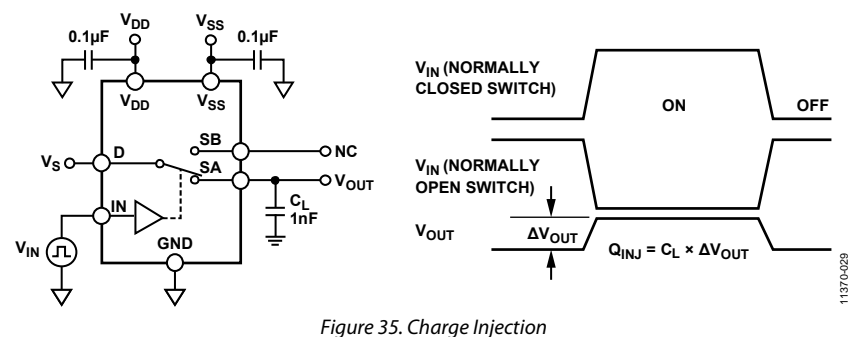 V_DD
V_SS
0.1µF
0.1µF
V_DD
V_SS
SB
NC
V_S
D
SA
V_OUT
IN
C_L
1nF
V_IN
GND
V_IN (NORMALLY
CLOSED SWITCH)
ON
OFF
V_IN (NORMALLY
OPEN SWITCH)
V_OUT
ΔV_OUT
Q_INJ = C_L × ΔV_OUT
11370-029
Figure 35. Charge Injection